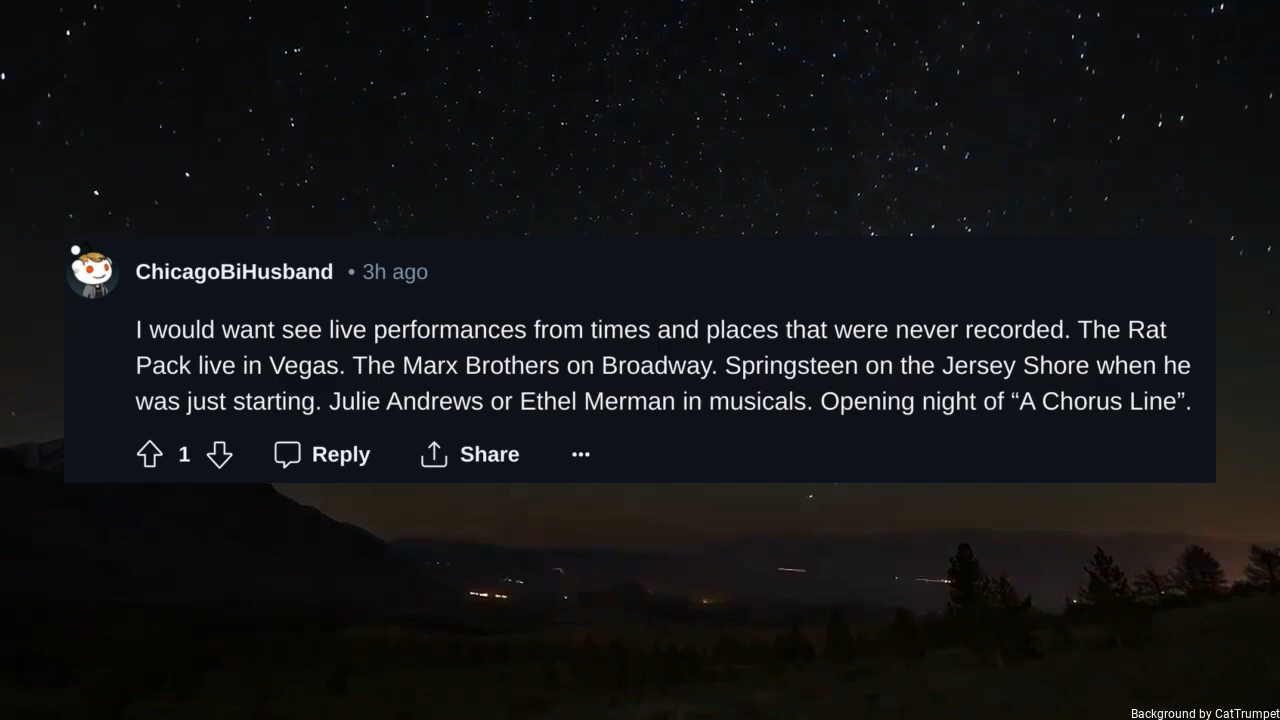 ChicagoBiHusband • 3h ago
I would want see live performances from times and places that were never recorded. The Rat
Pack live in Vegas. The Marx Brothers on Broadway. Springsteen on the Jersey Shore when he
was just starting. Julie Andrews or Ethel Merman in musicals. Opening night of “A Chorus Line”.
1 Reply Share
Background by CatTrumpet